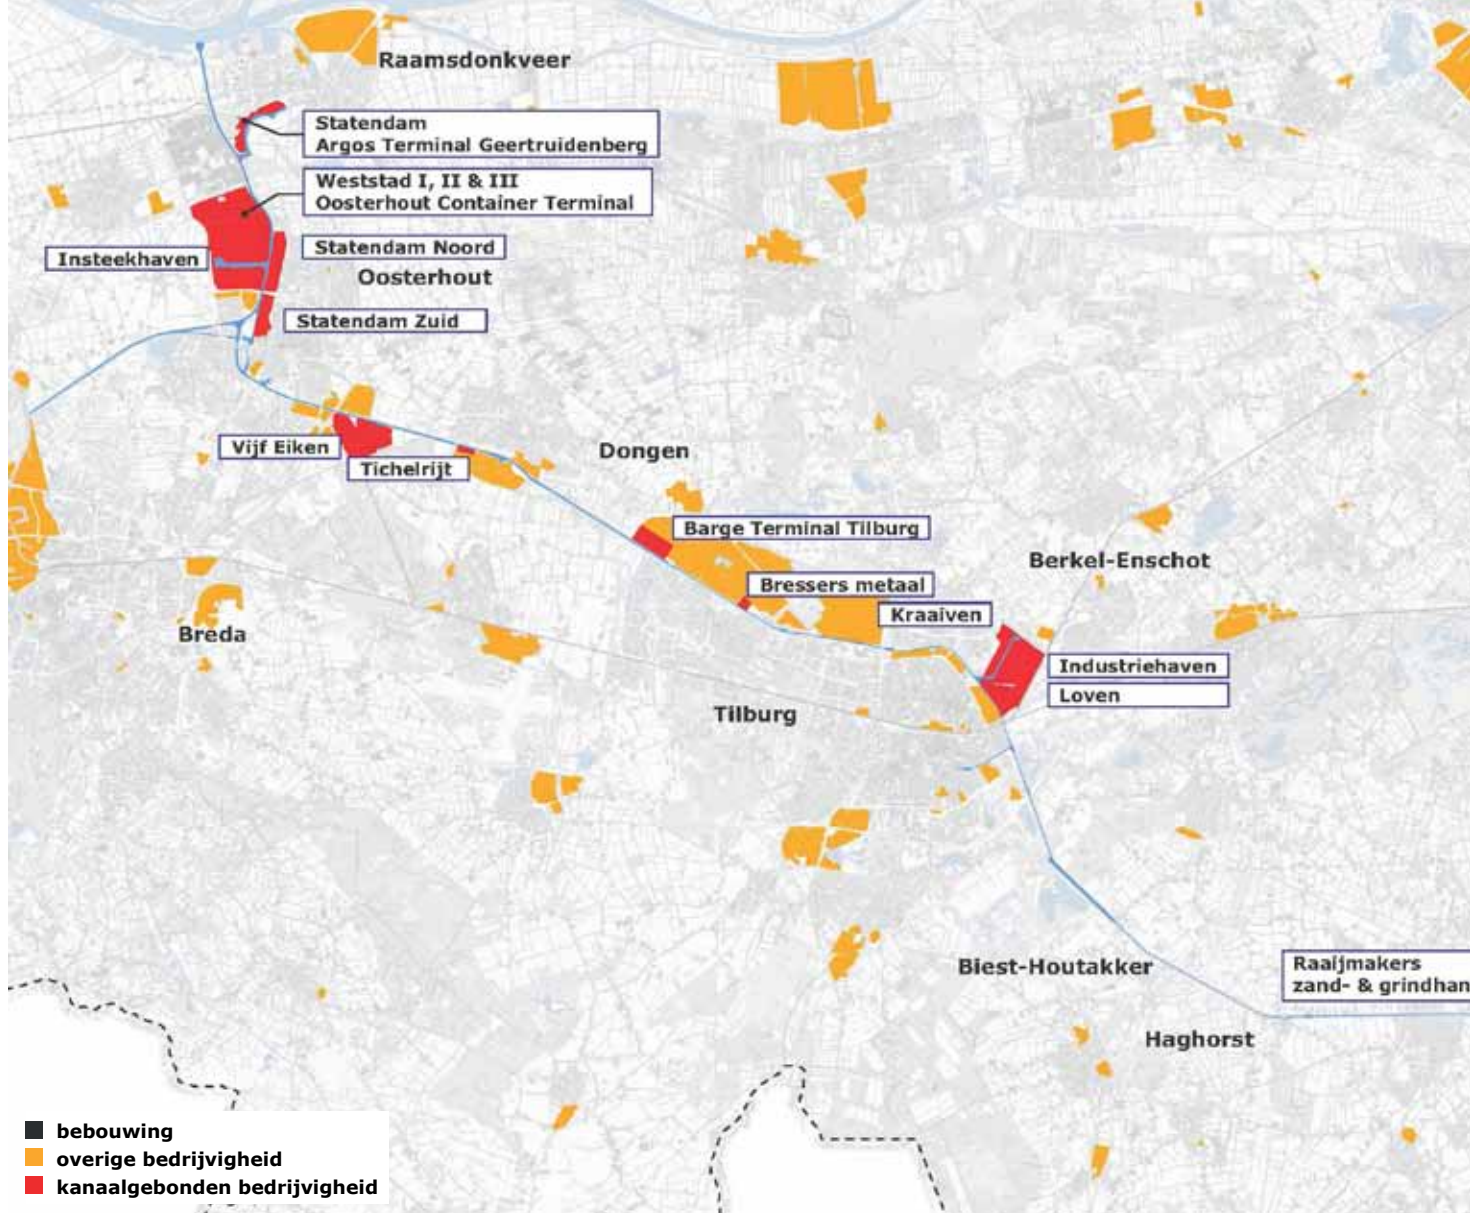 Raamsdonkveer
Statendam
Argos Terminal Geertruidenberg
Weststad I, II & III
Oosterhout Container Terminal
Statendam Noord
Insteekhaven
Oosterhout
Statendam Zuid
Vijf Eiken
Tichelrijt
Dongen
Barge Terminal Tilburg
Berkel-Enschot
Bressers metaal
Kraaiven
Breda
Industriehaven
Loven
Tilburg
Biest-Houtakker
Raaijmakers
zand- & grindhan
Haghorst
bebouwing
overige bedrijvigheid
kanaalgebonden bedrijvigheid